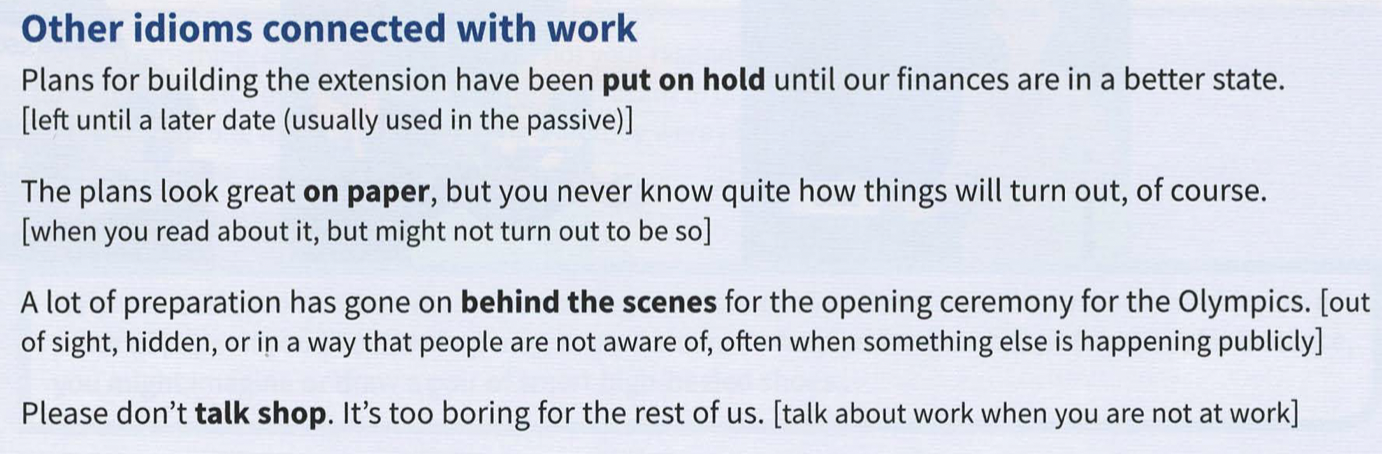 Other idioms connected with work
Plans for building the extension have been put on hold until our finances are in a better state.
[left until a later date (usually used in the passive)]
The plans look great on paper, but you never know quite how things will turn out, of course.
[when you read about it, but might not turn out to be so]
A lot of preparation has gone on behind the scenes for the opening ceremony for the Olympics. [out
of sight, hidden, or in a way that people are not aware of, often when something else is happening publicly]
Please don’t talk shop. It’s too boring for the rest of us. [talk about work when you are not at work]